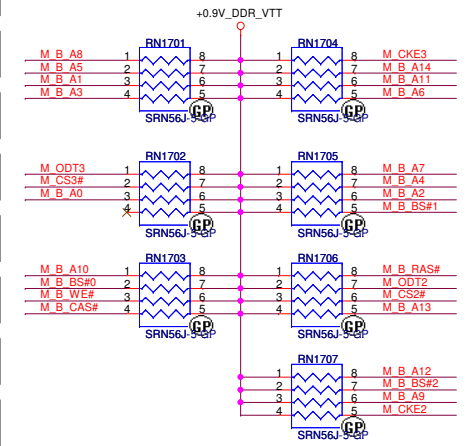 +0.9V_DDR_VTT
RN1701 RN1704
M_B_A8 1 8 1 8 M_CKE3
M_B_A5 2 7 2 7 M_B_A14
M_B_A1 3 6 3 6 M_B_A11
M_B_A3 4 5 4 5 M_B_A6
GP GP
SRN56J-5-GP SRN56J-5-GP
RN1702 RN1705
M_ODT3 1 8 1 8 M_B_A7
M_CS3# 2 7 2 7 M_B_A4
M_B_A0 3 6 3 6 M_B_A2
4 5 4 5 M_B_BS#1
GP GP
SRN56J-5-GP SRN56J-5-GP
RN1703 RN1706
M_B_A10 1 8 1 8 M_B_RAS#
M_B_BS#0 2 7 2 7 M_ODT2
M_B_WE# 3 6 3 6 M_CS2#
M_B_CAS# 4 5 4 5 M_B_A13
GP GP
SRN56J-5-GP SRN56J-5-GP
RN1707
1 8 M_B_A12
2 7 M_B_BS#2
3 6 M_B_A9
4 5 M_CKE2
GP
SRN56J-5-GP